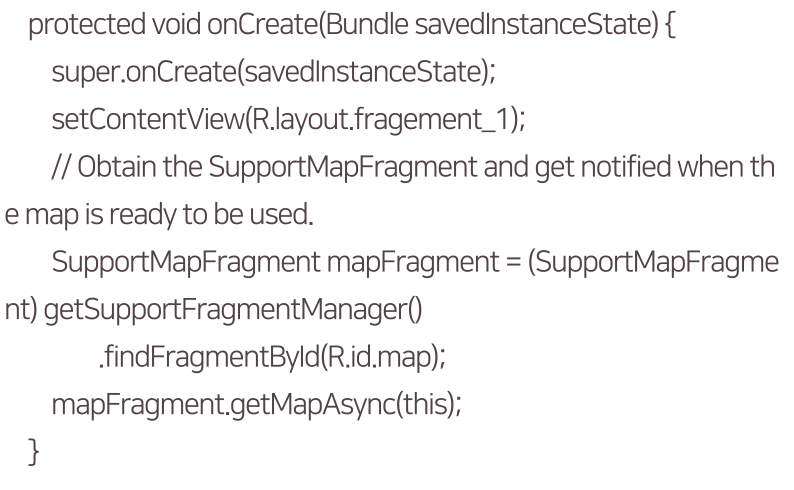 protected void onCreate(Bundle savedInstanceState) {
super.onCreate(savedInstanceState);
setContentView(R.layout.fragement_1);
// Obtain the SupportMapFragment and get notified when th
e map is ready to be used.
SupportMapFragment mapFragment = (SupportMapFragme
nt) getSupportFragmentManager()
.findFragmentById(R.id.map);
mapFragment.getMapAsync(this);
}